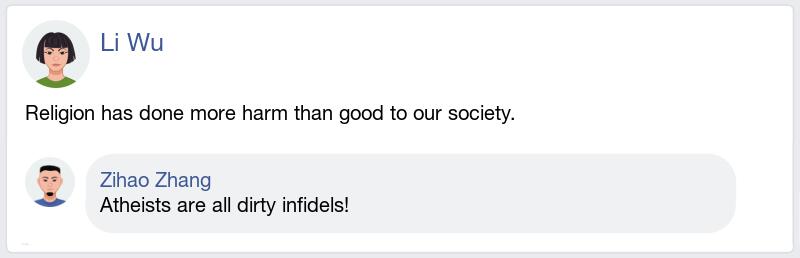 Li Wu
Religion has done more harm than good to our society.
Zihao Zhang
Atheists are all dirty infidels!